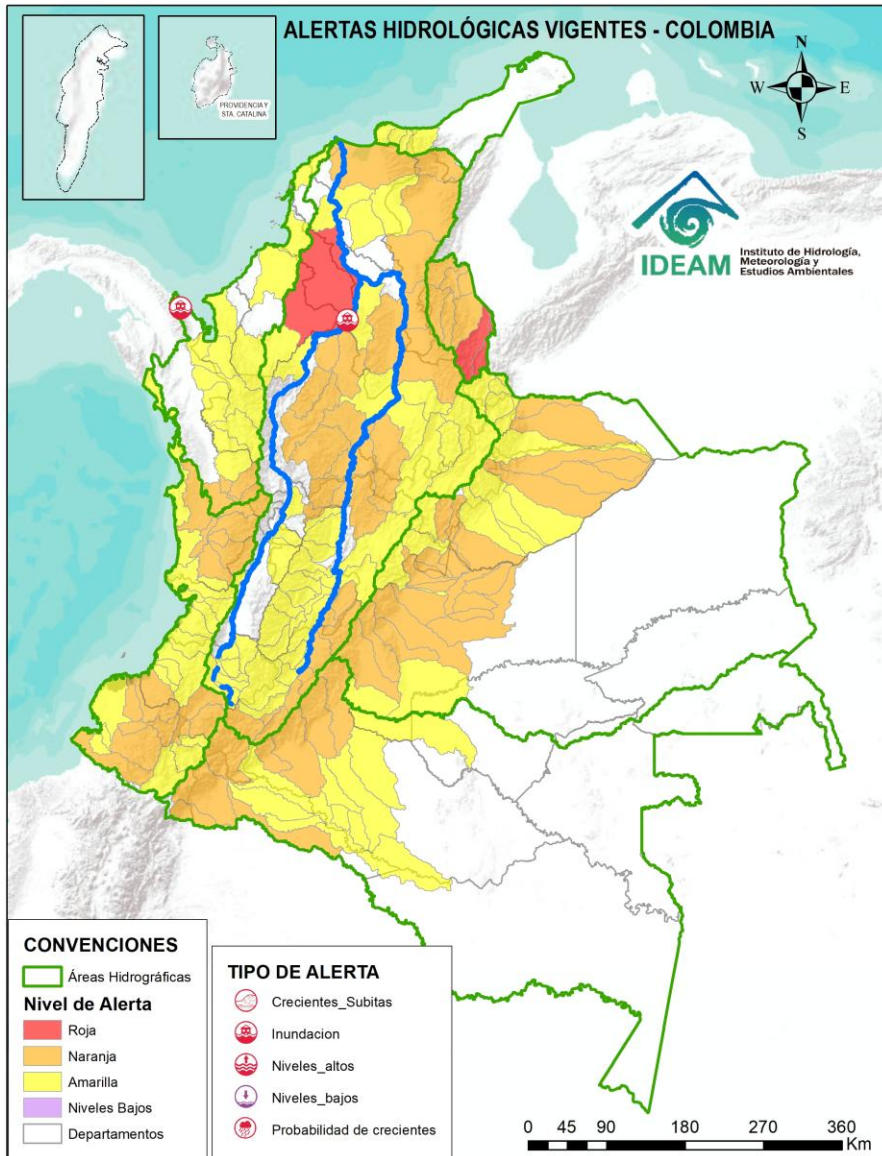 ALERTAS HIDROLÓGICAS VIGENTES - COLOMBIA
PROVIDENCIA Y
STA. CATALINA
N
W
E
S
IDEAM
Instituto de Hidrología,
Meteorología y
Estudios Ambientales
CONVENCIONES
Áreas Hidrográficas
Nivel de Alerta
Roja
Naranja
Amarilla
Niveles Bajos
Departamentos
TIPO DE ALERTA
Crecientes_Subitas
Inundacion
Niveles_altos
Niveles_bajos
Probabilidad de crecientes
0 45 90 180 270 360
Km